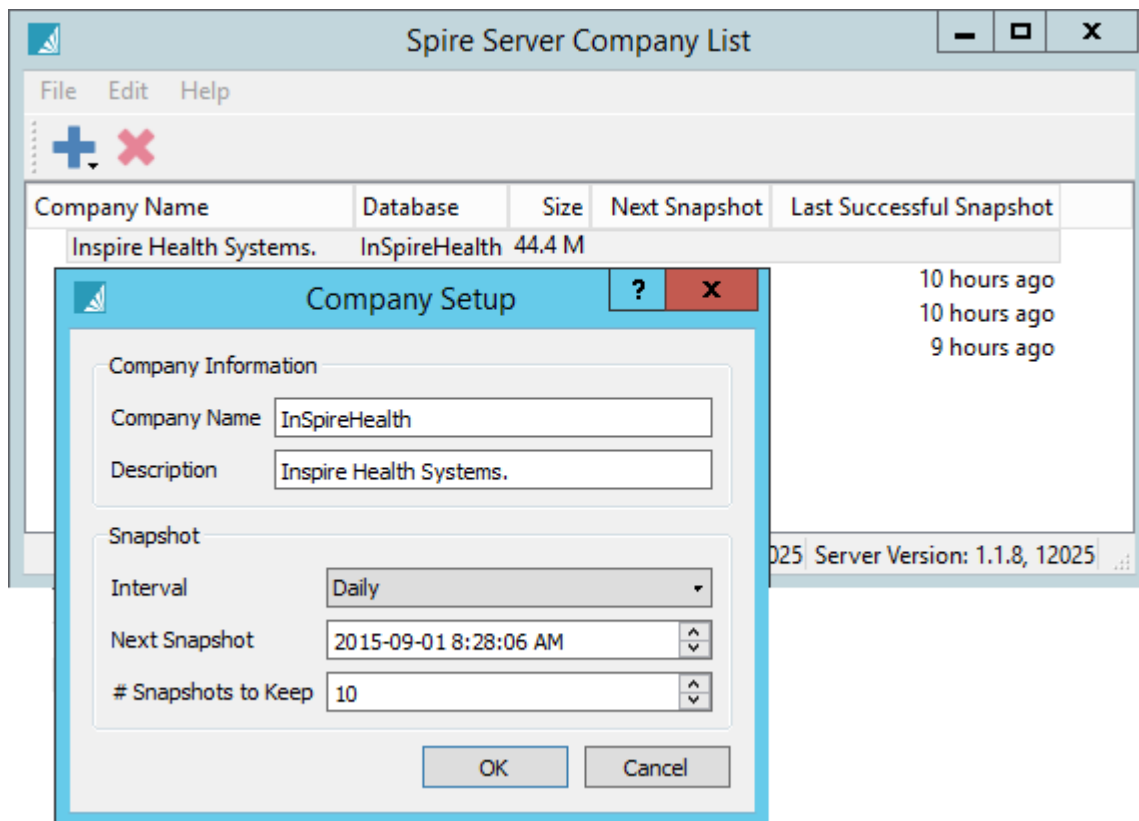 Spire Server Company List
File Edit Help
Company Name Database Size Next Snapshot Last Successful Snapshot
Inspire Health Systems. InSpireHealth 44.4 M
10 hours ago
10 hours ago
9 hours ago
025 Server Version: 1.1.8, 12025
? x
Company Setup
Company Information
Company Name InSpireHealth
Description Inspire Health Systems.
Snapshot
Interval Daily
Next Snapshot 2015-09-01 8:28:06 AM
# Snapshots to Keep 10
OK Cancel